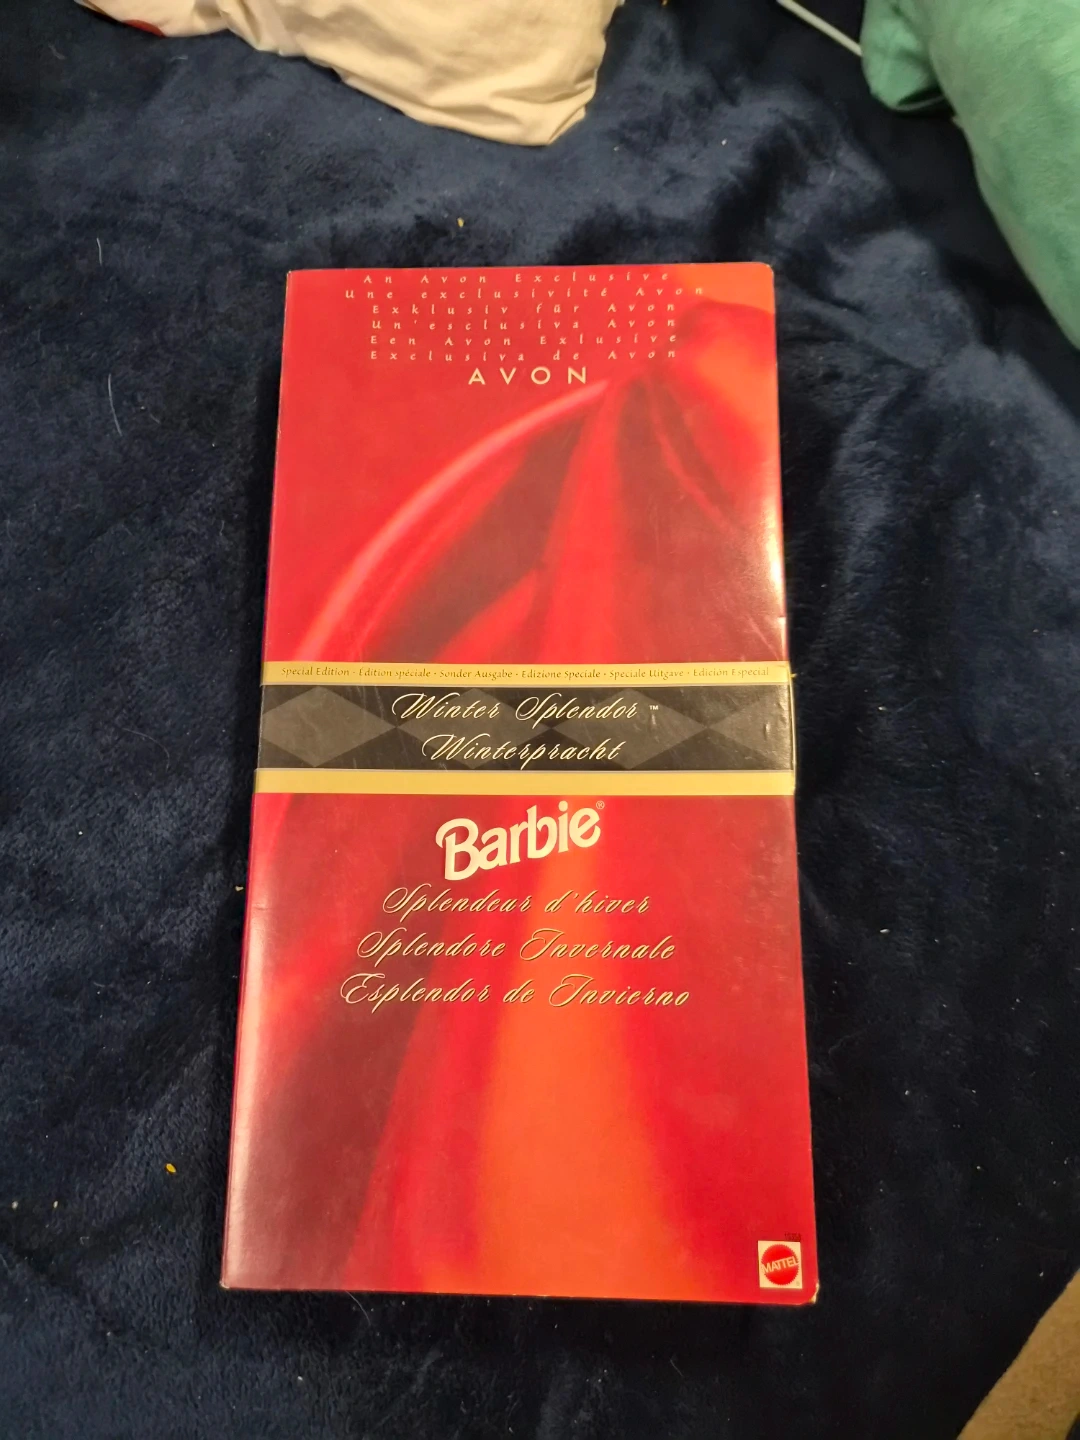 An Avon Exclusive
Une exclusivité Avon
Exklusiv für Avon
Un'esclusiva Avon
Een Avon Exlusive
Exclusiva de Avon
AVON
Special Edition • Édition spéciale • Sonder Ausgabe • Edizione Speciale • Speciale Uitgave • Edición Especial
Winter Splendor™
Winterpracht
Barbie®
Splendeur d'hiver
Splendore Invernale
Esplendor de Invierno
MATTEL